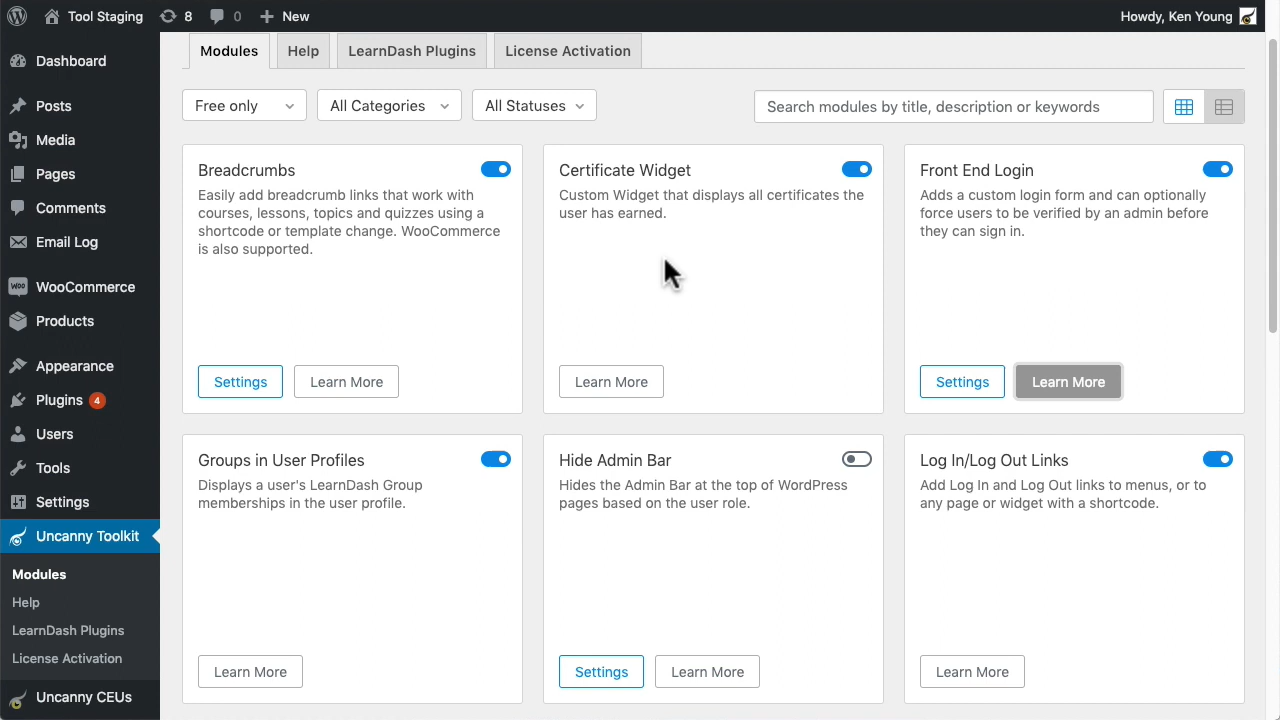 Tool Staging
8
0
New
Howdy, Ken Young
Dashboard
Posts
Media
Pages
Comments
Email Log
WOO
WooCommerce
Products
Appearance
Plugins
4
Users
Tools
Settings
Uncanny Toolkit
Modules
Help
LearnDash Plugins
License Activation
Uncanny CEUs
Modules
Help
LearnDash Plugins
License Activation
Free only
All Categories
All Statuses
Search modules by title, description or keywords
Breadcrumbs
Easily add breadcrumb links that work with
courses, lessons, topics and quizzes using a
shortcode or template change. WooCommerce
is also supported.
Settings
Learn More
Certificate Widget
Custom Widget that displays all certificates the
user has earned.
Learn More
Front End Login
Adds a custom login form and can optionally
force users to be verified by an admin before
they can sign in.
Settings
Learn More
Groups in User Profiles
Displays a user's LearnDash Group
memberships in the user profile.
Learn More
Hide Admin Bar
Hides the Admin Bar at the top of WordPress
pages based on the user role.
Settings
Learn More
Log In/Log Out Links
Add Log In and Log Out links to menus, or to
any page or widget with a shortcode.
Learn More